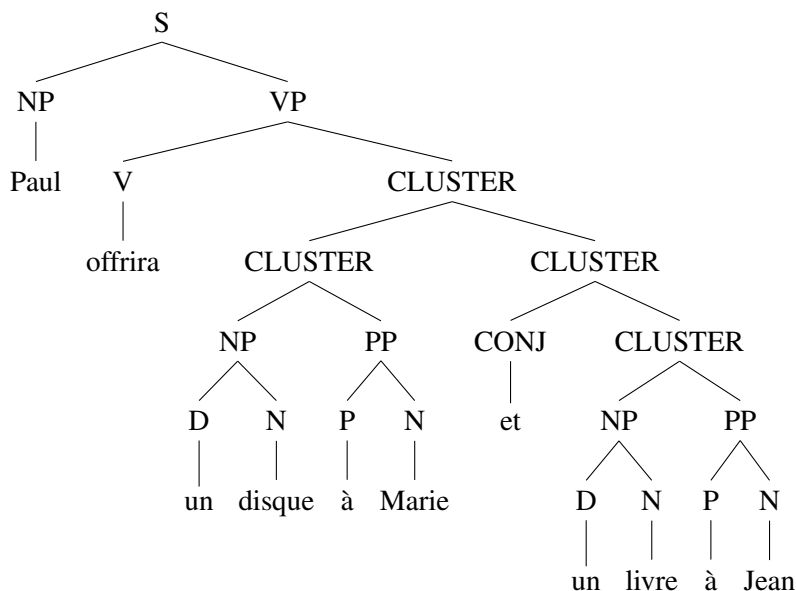 S
NP VP
Paul V CLUSTER
offrira CLUSTER CLUSTER
NP PP CONJ CLUSTER
D N P N et NP PP
un disque à Marie D N P N
un livre à Jean